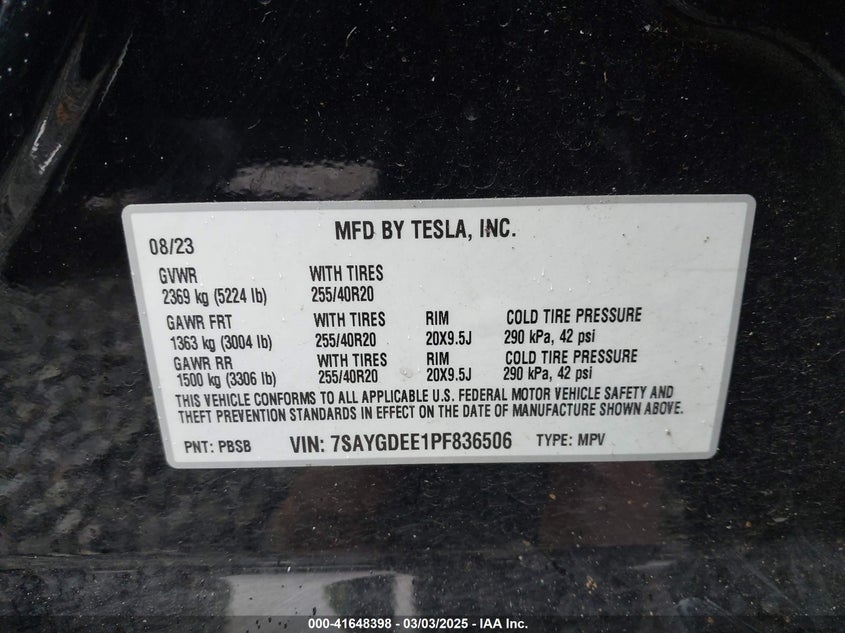 MFD BY TESLA, INC.
08/23
GVWR WITH TIRES
2369 kg (5224 lb) 255/40R20
GAWR FRT WITH TIRES RIM COLD TIRE PRESSURE
1363 kg (3004 lb) 255/40R20 20X9.5J 290 kPa, 42 psi
GAWR RR WITH TIRES RIM COLD TIRE PRESSURE
1500 kg (3306 lb) 255/40R20 20X9.5J 290 kPa, 42 psi
THIS VEHICLE CONFORMS TO ALL APPLICABLE U.S. FEDERAL MOTOR VEHICLE SAFETY AND
THEFT PREVENTION STANDARDS IN EFFECT ON THE DATE OF MANUFACTURE SHOWN ABOVE.
PNT: PBSB VIN: 7SAYGDEE1PF836506 TYPE: MPV
000-41648398 - 03/03/2025 - IAA Inc.